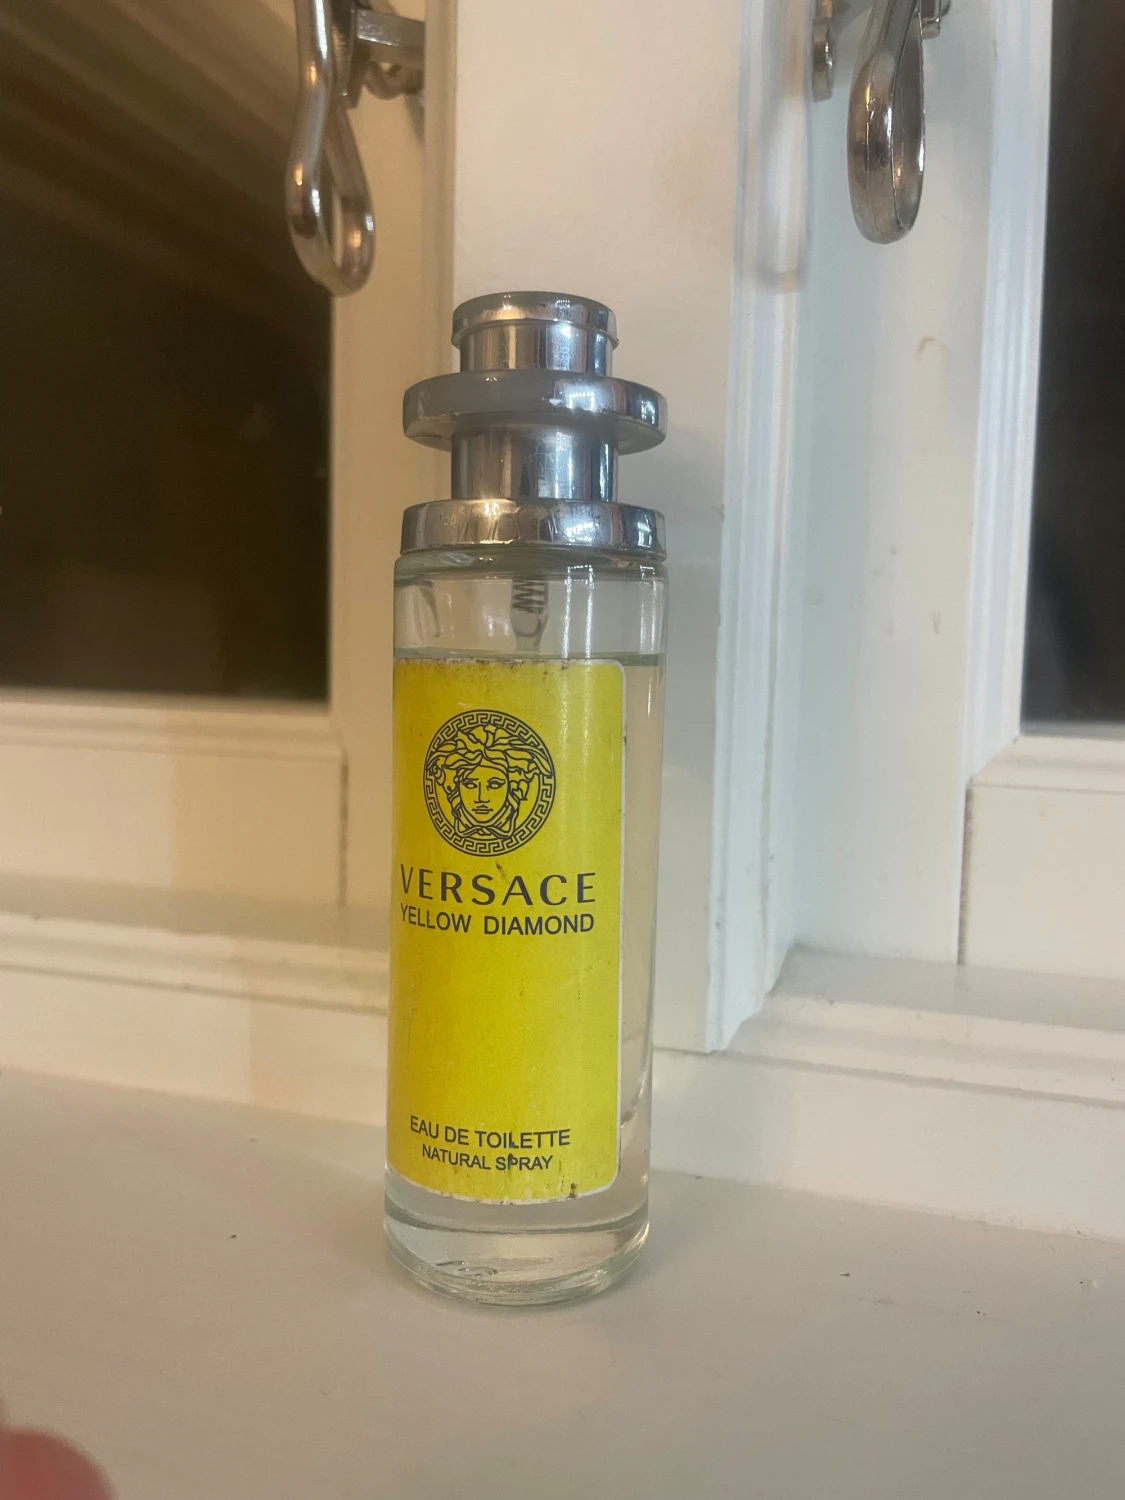 VERSACE
YELLOW DIAMOND
EAU DE TOILETTE
NATURAL SPRAY